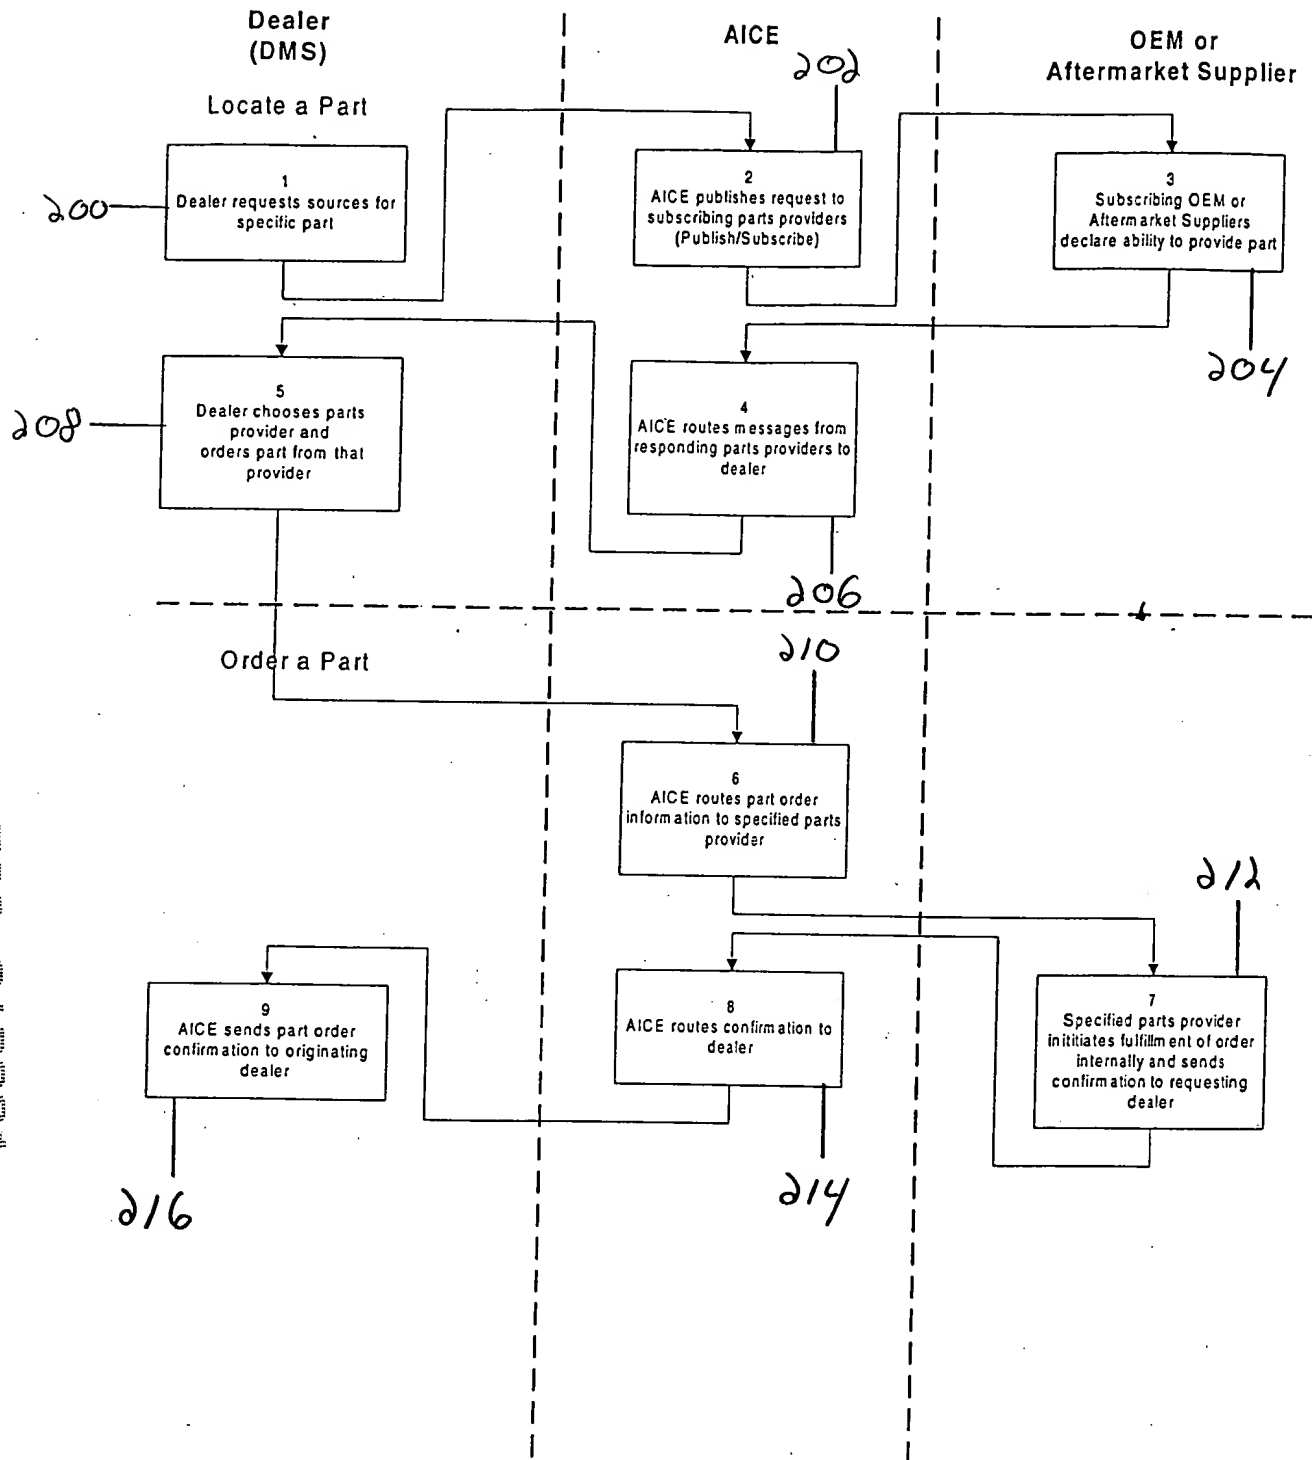 Dealer
(DMS)
AICE
OEM or
Aftermarket Supplier
202
Locate a Part
1
Dealer requests sources for
specific part
200
2
AICE publishes request to
subscribing parts providers
(Publish/Subscribe)
3
Subscribing OEM or
Aftermarket Suppliers
declare ability to provide part
204
5
Dealer chooses parts
provider and
orders part from that
provider
208
4
AICE routes messages from
responding parts providers to
dealer
206
Order a Part
210
6
AICE routes part order
information to specified parts
provider
212
9
AICE sends part order
confirmation to originating
dealer
8
AICE routes confirmation to
dealer
7
Specified parts provider
inititiates fulfillment of order
internally and sends
confirmation to requesting
dealer
216
214